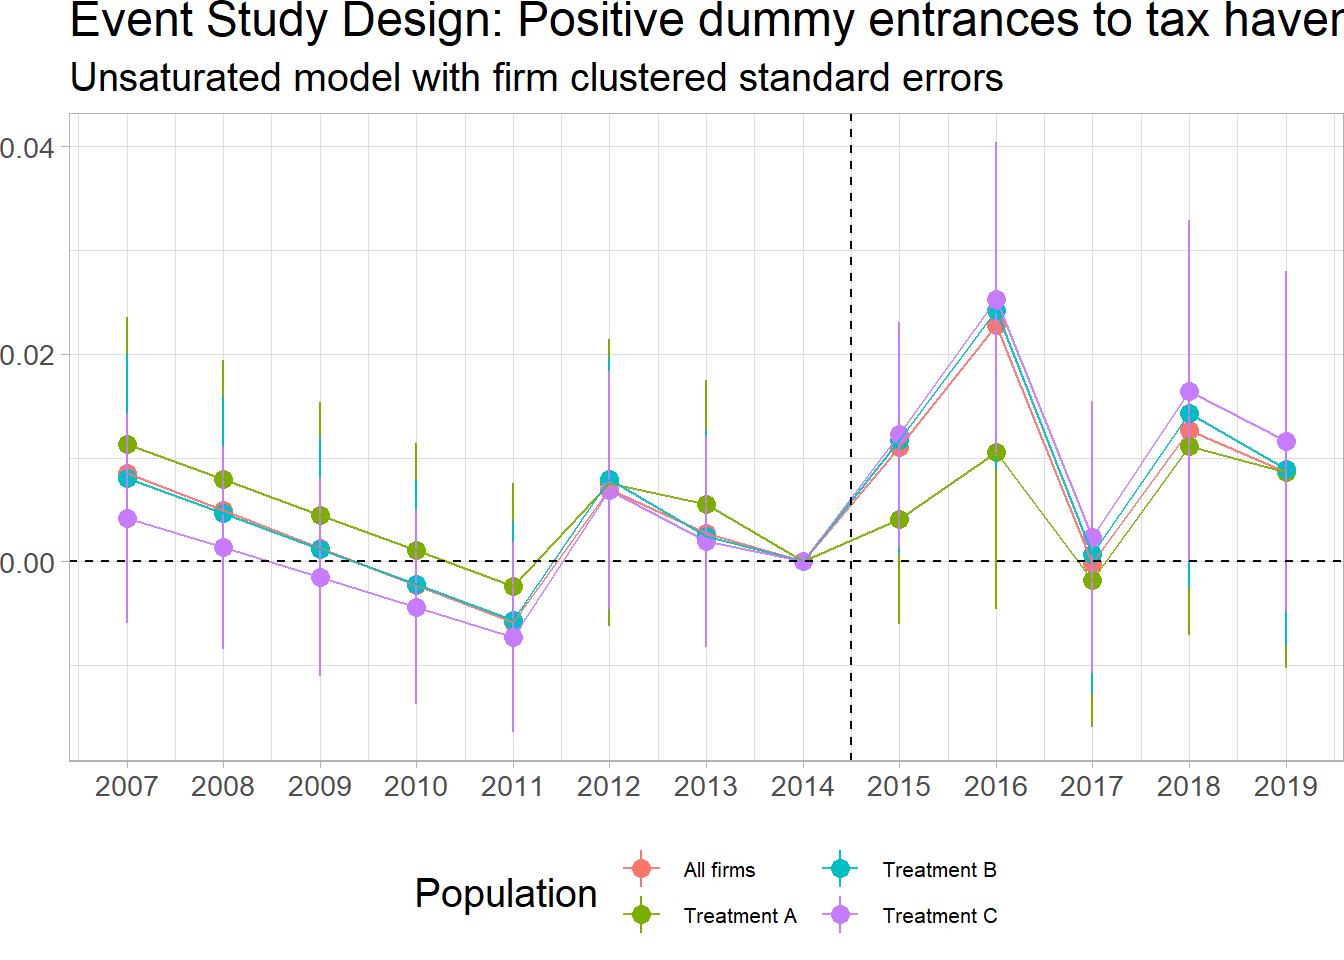 Event Study Design: Positive dummy entrances to tax haven
Unsaturated model with firm clustered standard errors
0.04
0.02
0.00
2007 2008 2009 2010 2011 2012 2013 2014 2015 2016 2017 2018 2019
Population
All firms
Treatment A
Treatment B
Treatment C